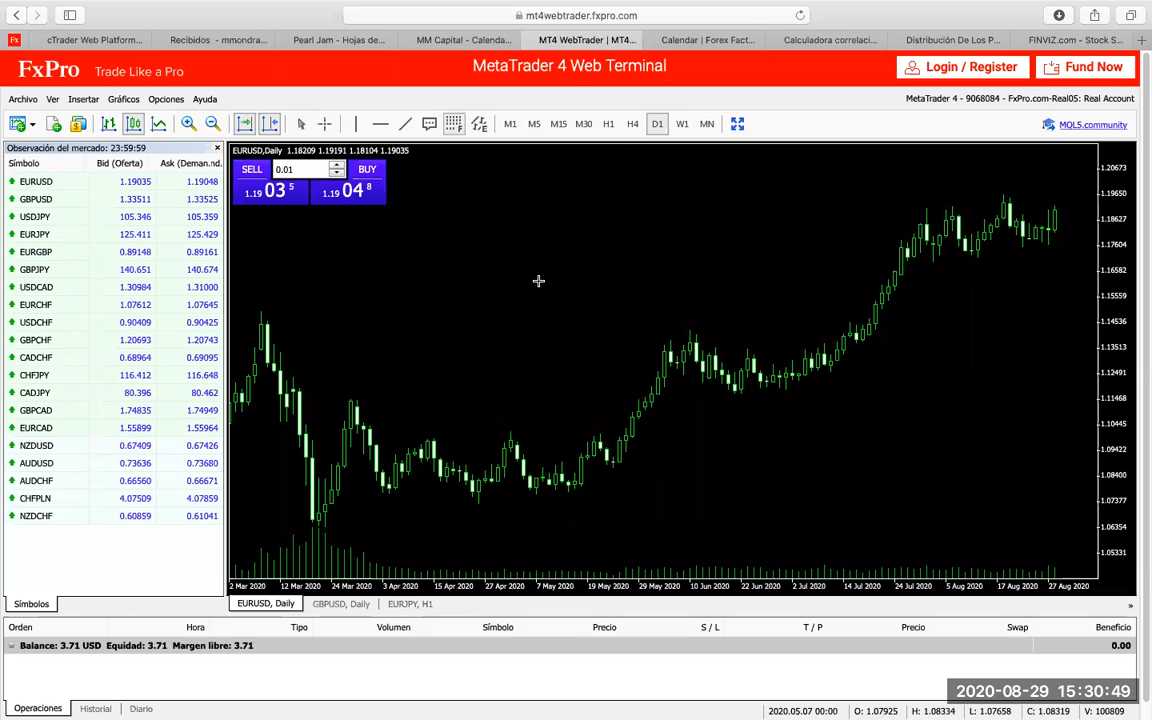 mt4webtrader.fxpro.com
cTrader Web Platform... Recibidos - mmondra... Pearl Jam - Hojas de... MM Capital - Calenda... MT4 WebTrader | MT4... Calendar | Forex Fact... Calculadora correlaci... Distribución De Los P... FINVIZ.com - Stock S...
FxPro Trade Like a Pro MetaTrader 4 Web Terminal Login / Register Fund Now
Archivo Ver Insertar Gráficos Opciones Ayuda MetaTrader 4 - 9068084 - FxPro.com-Real05: Real Account
M1 M5 M15 M30 H1 H4 D1 W1 MN MQL5.community
Observación del mercado: 23:59:59
Símbolo Bid (Oferta) Ask (Deman.nd.
EURUSD 1.19035 1.19048
GBPUSD 1.33511 1.33525
USDJPY 105.346 105.359
EURJPY 125.411 125.429
EURGBP 0.89148 0.89161
GBPJPY 140.651 140.674
USDCAD 1.30984 1.31000
EURCHF 1.07612 1.07645
USDCHF 0.90409 0.90425
GBPCHF 1.20693 1.20743
CADCHF 0.68964 0.69095
CHFJPY 116.412 116.648
CADJPY 80.396 80.462
GBPCAD 1.74835 1.74949
EURCAD 1.55899 1.55964
NZDUSD 0.67409 0.67426
AUDUSD 0.73636 0.73680
AUDCHF 0.66560 0.66671
CHFPLN 4.07509 4.07859
NZDCHF 0.60859 0.61041
Símbolos
EURUSD,Daily 1.18209 1.19191 1.18104 1.19035
SELL 0.01 BUY
1.19 03 5 1.19 04 8
1.20673
1.19650
1.18627
1.17604
1.16582
1.15559
1.14536
1.13513
1.12491
1.11468
1.10445
1.09422
1.08400
1.07377
1.06354
1.05331
2 Mar 2020 12 Mar 2020 24 Mar 2020 3 Apr 2020 15 Apr 2020 27 Apr 2020 7 May 2020 19 May 2020 29 May 2020 10 Jun 2020 22 Jun 2020 2 Jul 2020 14 Jul 2020 24 Jul 2020 5 Aug 2020 17 Aug 2020 27 Aug 2020
EURUSD, Daily GBPUSD, Daily EURJPY, H1
Orden Hora Tipo Volumen Símbolo Precio S / L T / P Precio Swap Beneficio
Balance: 3.71 USD Equidad: 3.71 Margen libre: 3.71 0.00
2020-08-29 15:30:49
Operaciones Historial Diario
2020.05.07 00:00 O: 1.07925 H: 1.08334 L: 1.07658 C: 1.08319 V: 100809